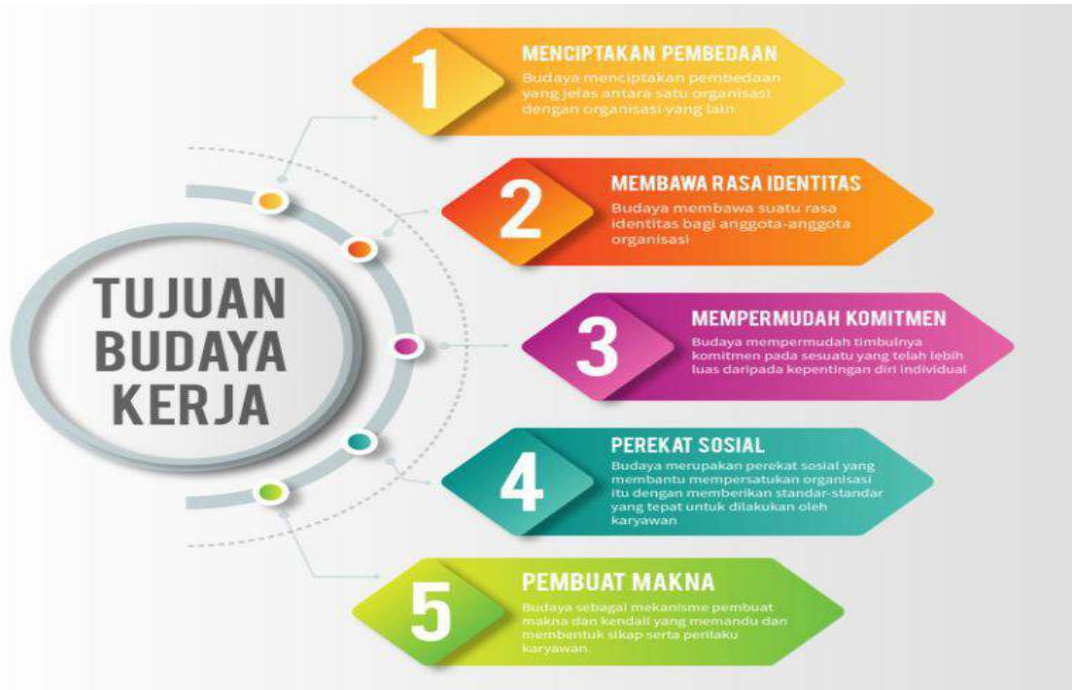 TUJUAN
BUDAYA
KERJA
1
MENCIPTAKAN PEMBEDAAN
Budaya menciptakan pembedaan
yang jelas antara satu organisasi
dengan organisasi yang lain
2
MEMBAWA RASA IDENTITAS
Budaya membawa suatu rasa
identitas bagi anggota-anggota
organisasi
3
MEMPERMUDAH KOMITMEN
Budaya mempermudah timbulnya
komitmen pada sesuatu yang telah lebih
luas daripada kepentingan diri individual
4
PEREKAT SOSIAL
Budaya merupakan perekat sosial yang
membantu mempersatukan organisasi
itu dengan memberikan standar-standar
yang tepat untuk dilakukan oleh
karyawan
5
PEMBUAT MAKNA
Budaya sebagai mekanisme pembuat
makna dan kendali yang memandu dan
membentuk sikap serta perilaku
karyawan.